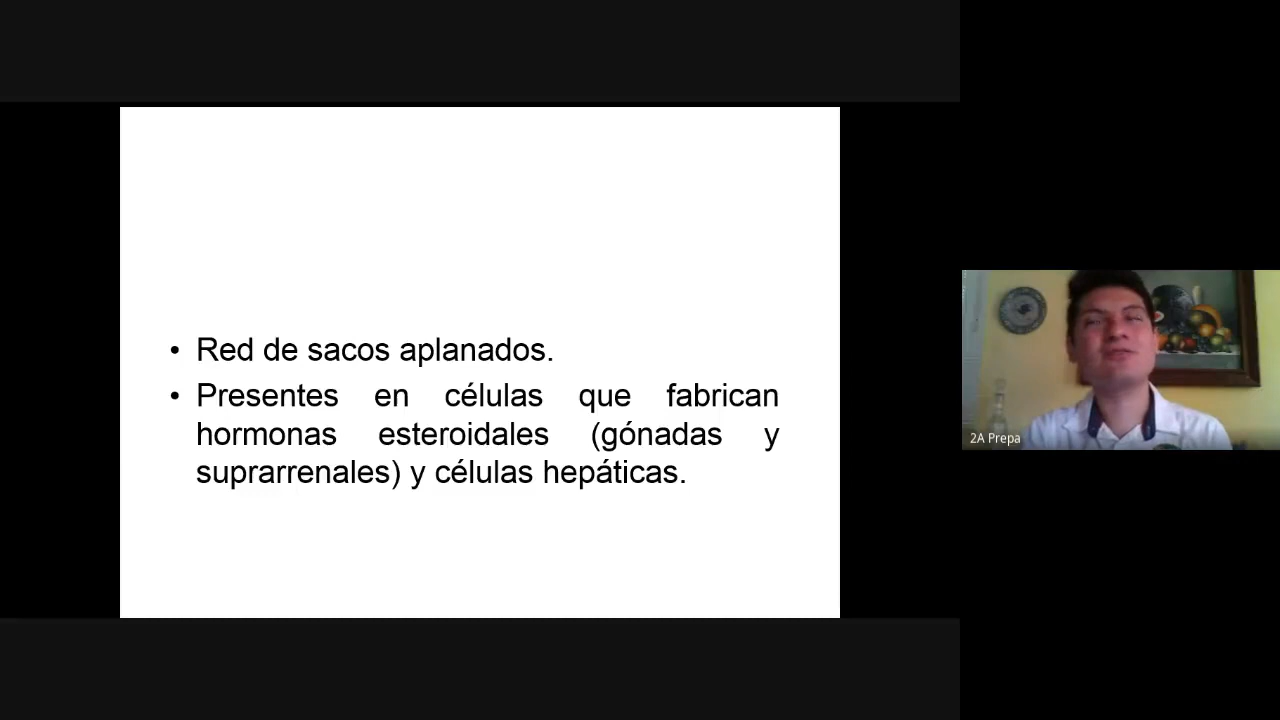 • Red de sacos aplanados.
• Presentes en células que fabrican
hormonas esteroidales (gónadas y
suprarrenales) y células hepáticas.
2A Prepa